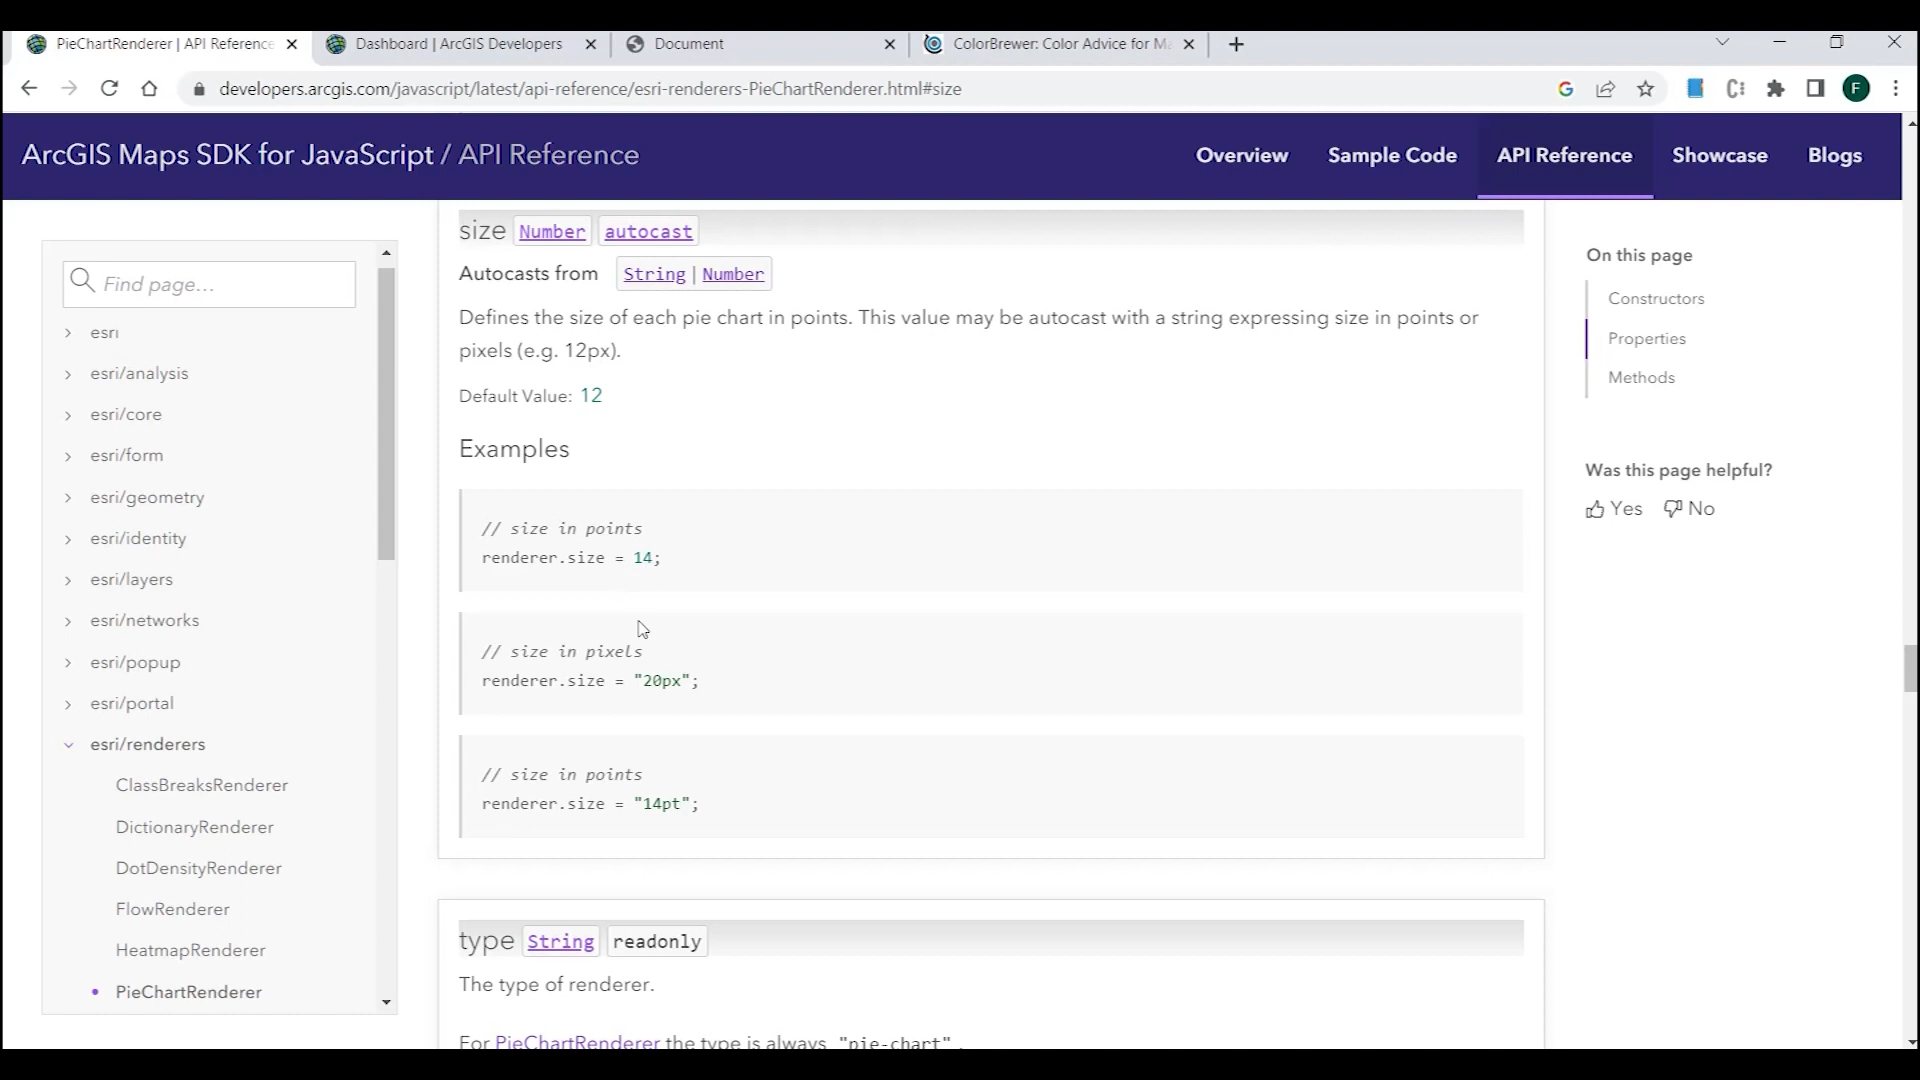 PieChartRenderer | API Reference
Dashboard | ArcGIS Developers
Document
ColorBrewer: Color Advice for Ma
developers.arcgis.com/javascript/latest/api-reference/esri-renderers-PieChartRenderer.html#size
F
ArcGIS Maps SDK for JavaScript / API Reference
Overview
Sample Code
API Reference
Showcase
Blogs
Find page...
esri
esri/analysis
esri/core
esri/form
esri/geometry
esri/identity
esri/layers
esri/networks
esri/popup
esri/portal
esri/renderers
ClassBreaksRenderer
DictionaryRenderer
DotDensityRenderer
FlowRenderer
HeatmapRenderer
PieChartRenderer
size Number autocast
Autocasts from String | Number
Defines the size of each pie chart in points. This value may be autocast with a string expressing size in points or
pixels (e.g. 12px).
Default Value: 12
Examples
// size in points
renderer.size = 14;
// size in pixels
renderer.size = "20px";
// size in points
renderer.size = "14pt";
type String readonly
The type of renderer.
For PieChartRenderer the type is always "pie-chart".
On this page
Constructors
Properties
Methods
Was this page helpful?
Yes No